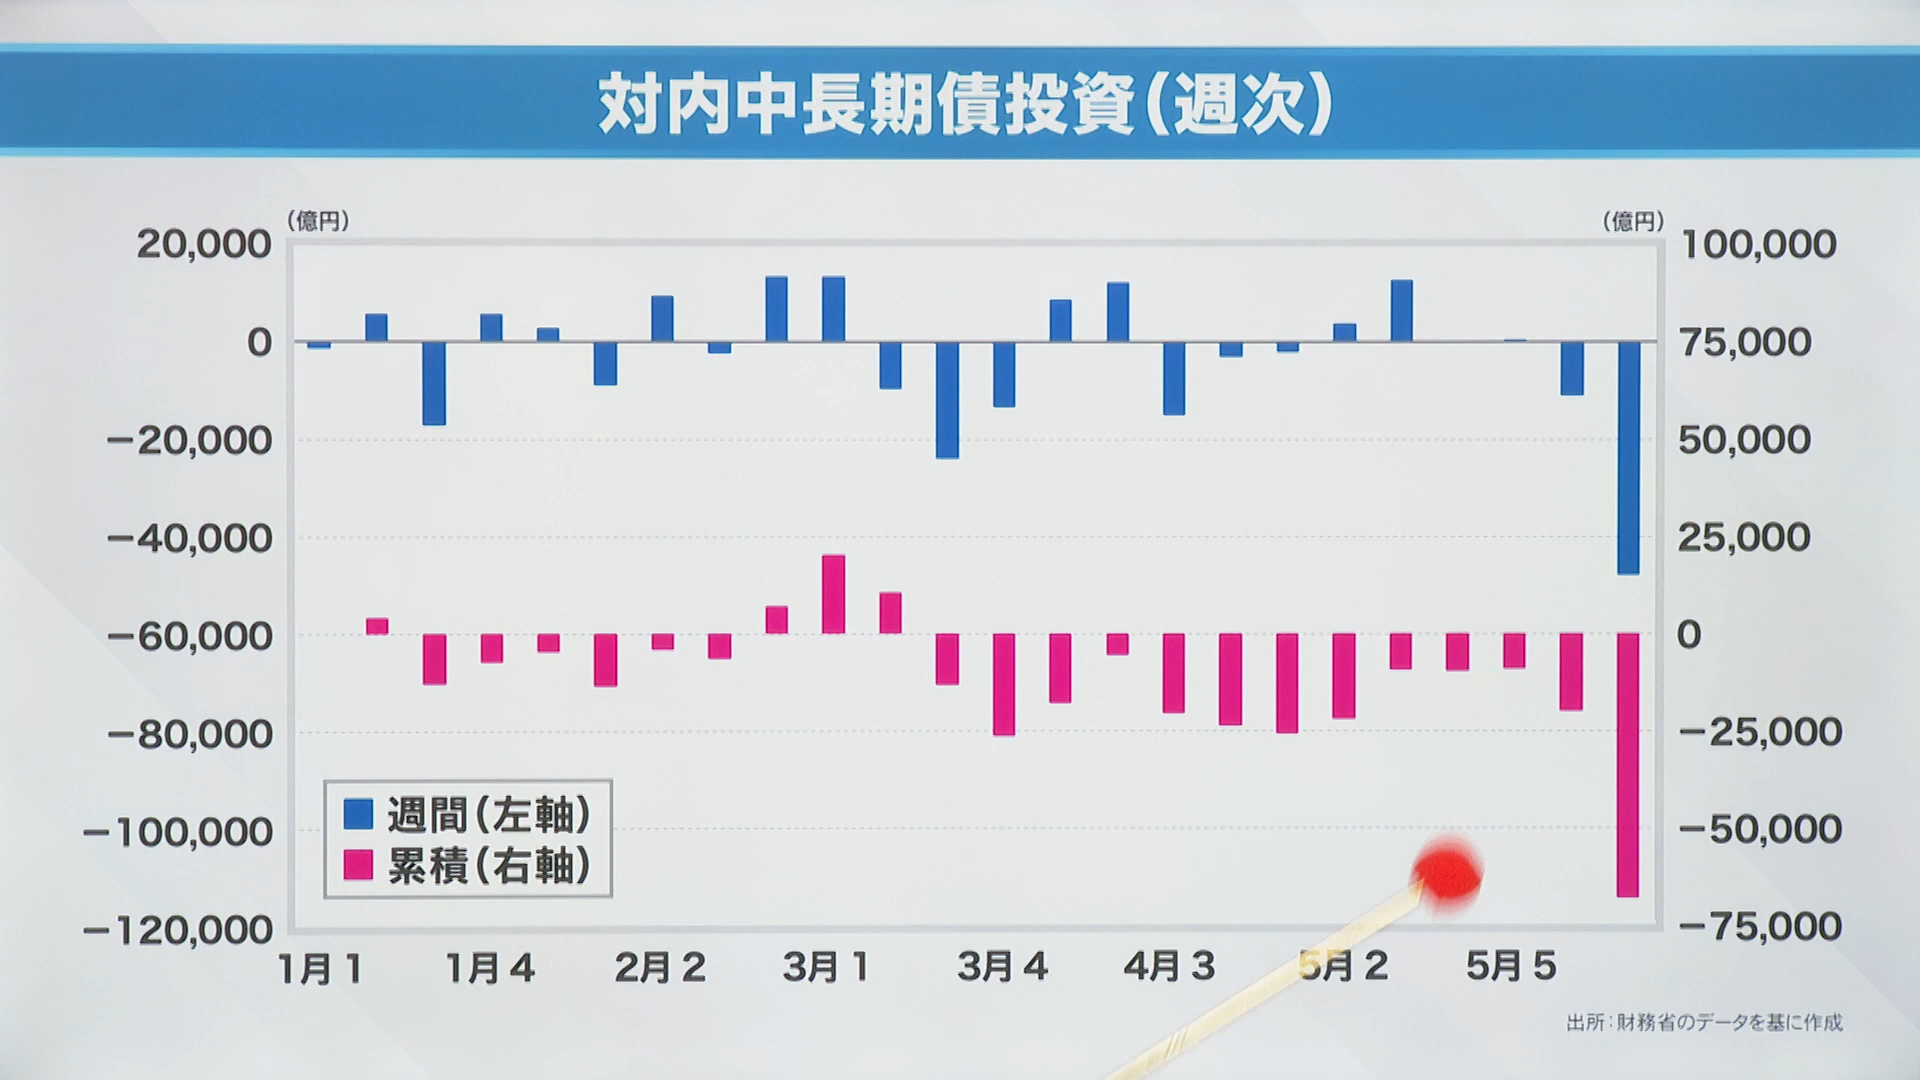 対内中長期債投資（週次）
（億円）
（億円）
20,000
0
－20,000
－40,000
－60,000
－80,000
－100,000
－120,000
100,000
75,000
50,000
25,000
0
－25,000
－50,000
－75,000
週間（左軸）
累積（右軸）
1月1
1月4
2月2
3月1
3月4
4月3
5月2
5月5
出所：財務省のデータを基に作成